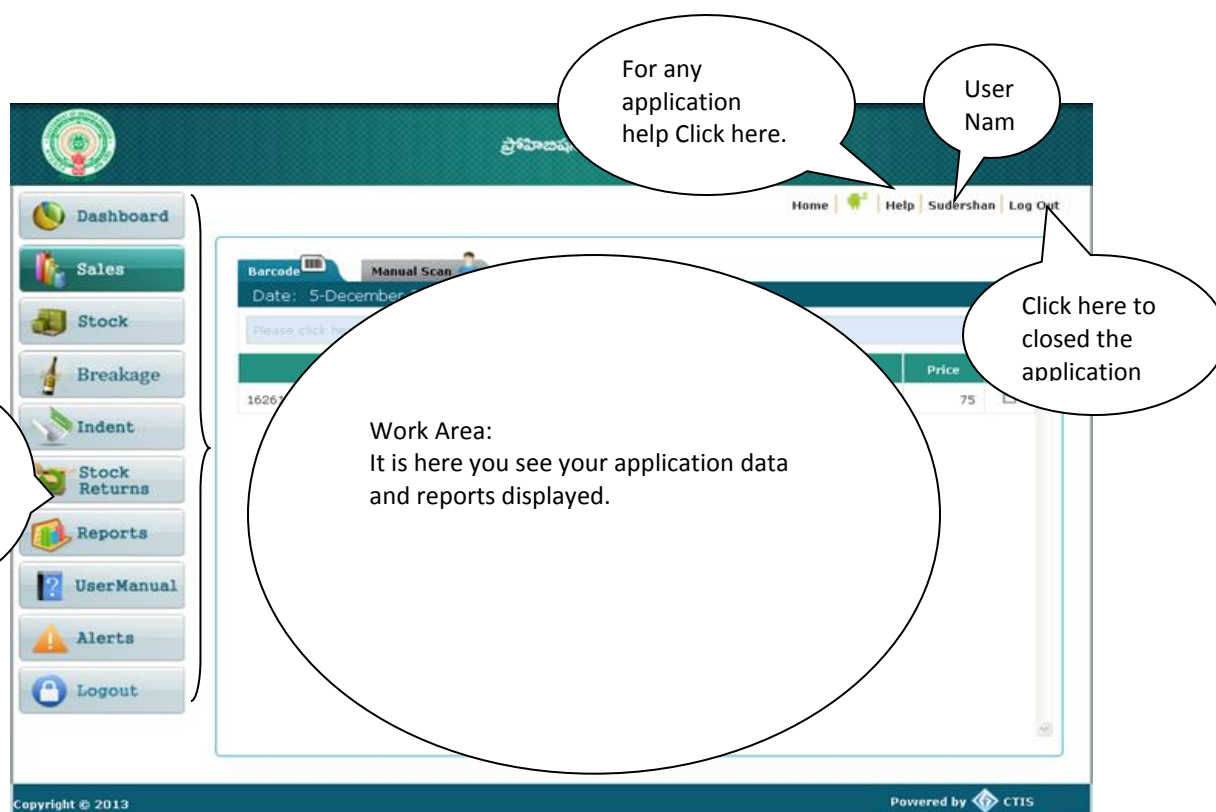 For any
application
help Click here.
User
Nam
Home
Help
Sudershan
Log Out
Dashboard
Sales
Stock
Breakage
Indent
Stock
Returns
Reports
UserManual
Alerts
Logout
Barcode
Manual Scan
Date: 5-December
Please click
Price
75
Click here to
closed the
application
Work Area:
It is here you see your application data
and reports displayed.
Copyright © 2013
Powered by CTIS